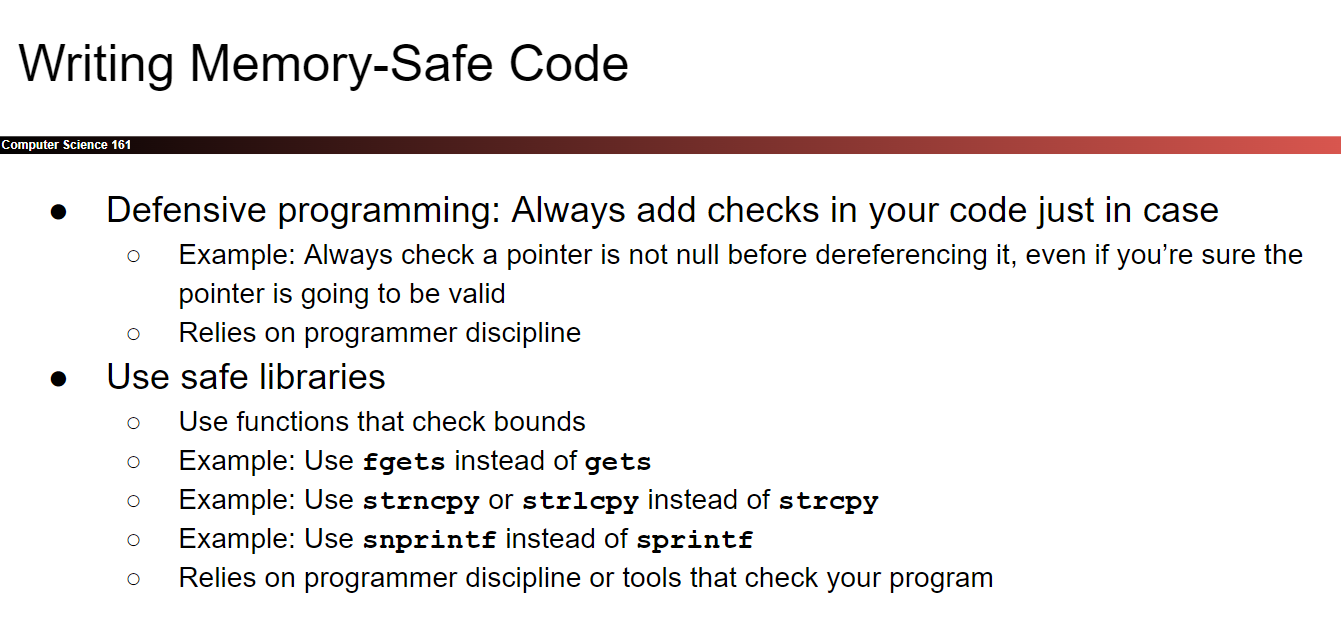 Writing Memory-Safe Code
Computer Science 161
● Defensive programming: Always add checks in your code just in case
○ Example: Always check a pointer is not null before dereferencing it, even if you’re sure the
pointer is going to be valid
○ Relies on programmer discipline
● Use safe libraries
○ Use functions that check bounds
○ Example: Use fgets instead of gets
○ Example: Use strncpy or strlcpy instead of strcpy
○ Example: Use snprintf instead of sprintf
○ Relies on programmer discipline or tools that check your program